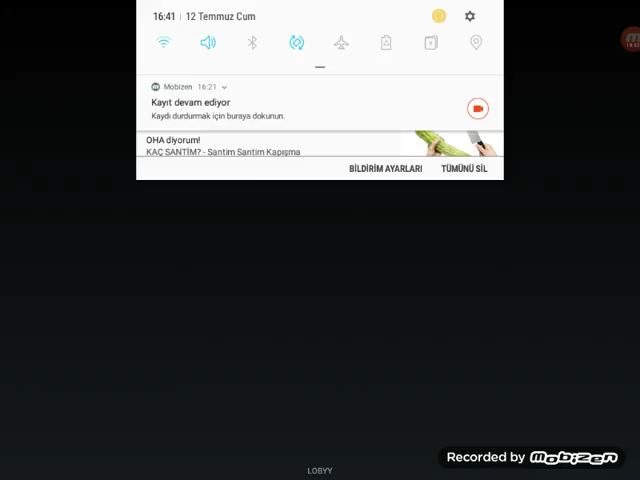 16:41 | 12 Temmuz Cum
Mobizen 16:21
Kayıt devam ediyor
Kaydı durdurmak için buraya dokunun.
OHA diyorum!
KAÇ SANTİM? - Santim Santim Kapışma
BİLDİRİM AYARLARI TÜMÜNÜ SİL
Recorded by Mobizen
LOBYY